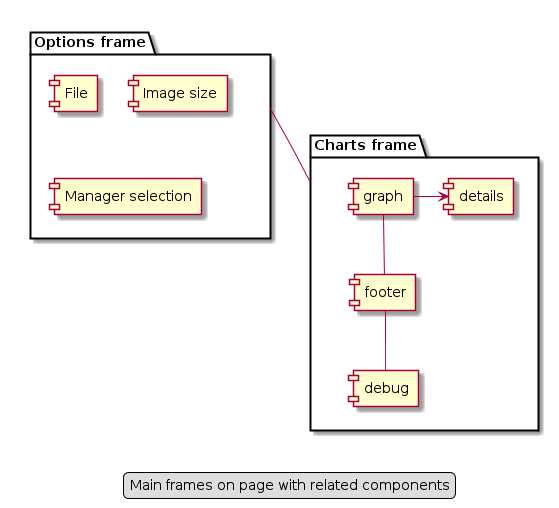 Options frame
File
Image size
Manager selection
Charts frame
graph
details
footer
debug
Main frames on page with related components